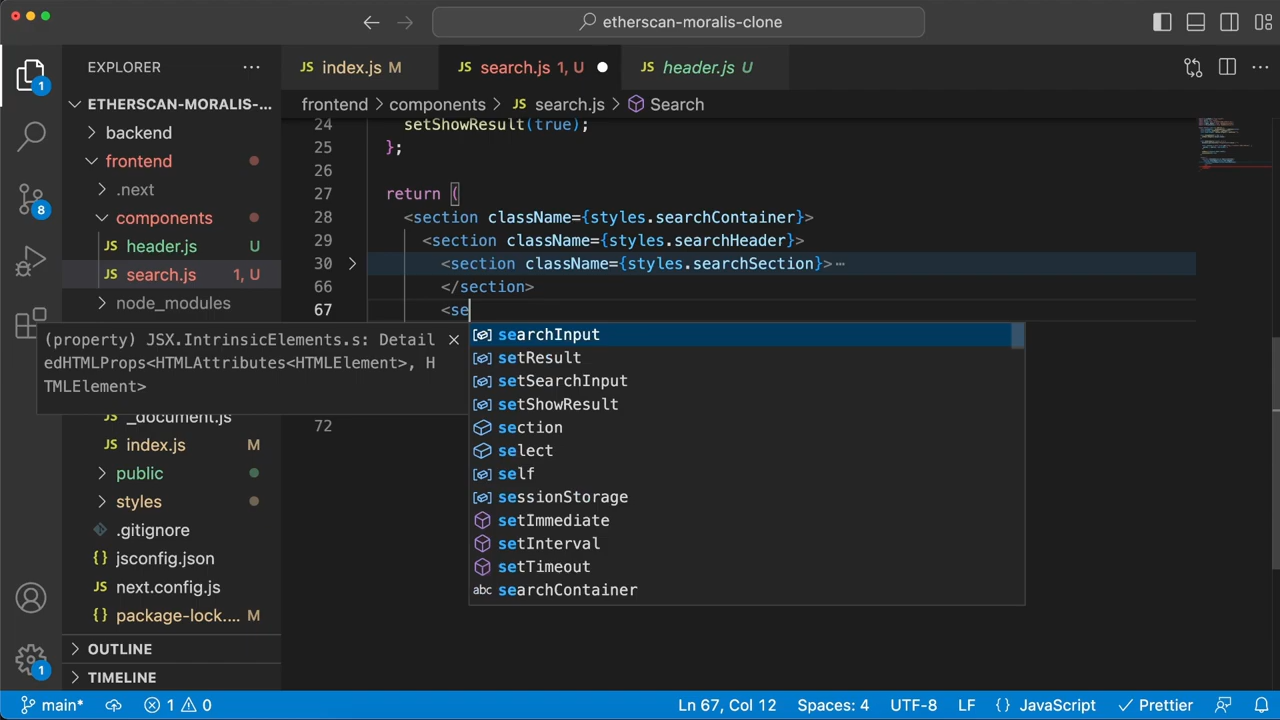 etherscan-moralis-clone
EXPLORER
index.js M
search.js 1, U
header.js U
ETHERSCAN-MORALIS-...
frontend > components > search.js > Search
backend
frontend
.next
components
header.js U
search.js 1, U
node_modules
_document.js
index.js M
public
styles
.gitignore
jsconfig.json
next.config.js
package-lock.... M
OUTLINE
TIMELINE
1
8
1
24 setShowResult(true);
25 };
26
27 return (
28 <section className={styles.searchContainer}>
29 <section className={styles.searchHeader}>
30 <section className={styles.searchSection}>
66 </section>
67 <se
72
(property) JSX.IntrinsicElements.s: Detail
edHTMLProps<HTMLAttributes<HTMLElement>, H
TMLElement>
searchInput
setResult
setSearchInput
setShowResult
section
select
self
sessionStorage
setImmediate
setInterval
setTimeout
abc searchContainer
main* 1 0 Ln 67, Col 12 Spaces: 4 UTF-8 LF {} JavaScript Prettier